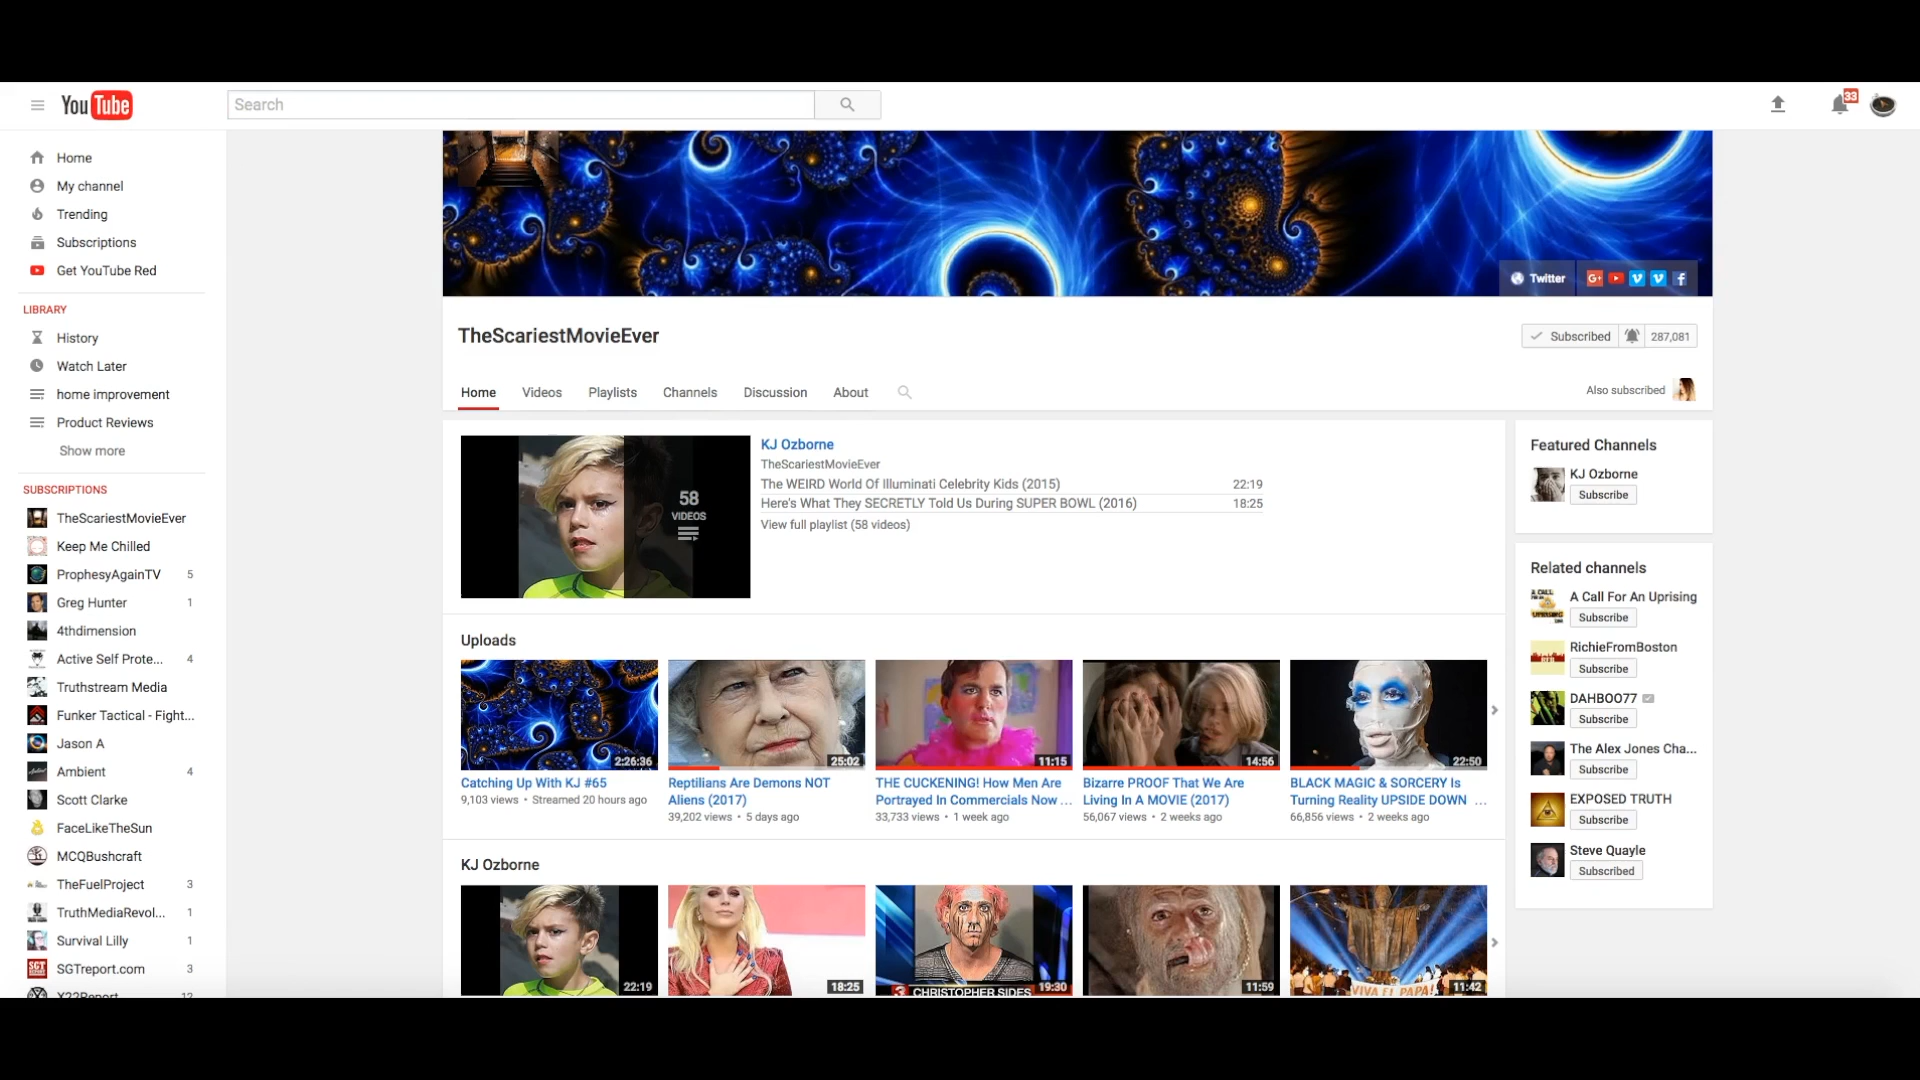 YouTube
Search
33
Home
My channel
Trending
Subscriptions
Get YouTube Red
LIBRARY
History
Watch Later
home improvement
Product Reviews
Show more
SUBSCRIPTIONS
TheScariestMovieEver
Keep Me Chilled
ProphesyAgainTV 5
Greg Hunter 1
4thdimension
Active Self Prote... 4
Truthstream Media
Funker Tactical - Fight...
Jason A
Ambient 4
Scott Clarke
FaceLikeTheSun
MCQBushcraft
TheFuelProject 3
TruthMediaRevol... 1
Survival Lilly 1
SGTreport.com 3
X22Report 12
Twitter
TheScariestMovieEver
Subscribed 287,081
Home Videos Playlists Channels Discussion About
Also subscribed
58
VIDEOS
KJ Ozborne
TheScariestMovieEver
The WEIRD World Of Illuminati Celebrity Kids (2015) 22:19
Here's What They SECRETLY Told Us During SUPER BOWL (2016) 18:25
View full playlist (58 videos)
Uploads
2:26:36
Catching Up With KJ #65
9,103 views • Streamed 20 hours ago
25:02
Reptilians Are Demons NOT
Aliens (2017)
39,202 views • 5 days ago
11:15
THE CUCKENING! How Men Are
Portrayed In Commercials Now ...
33,733 views • 1 week ago
14:56
Bizarre PROOF That We Are
Living In A MOVIE (2017)
56,067 views • 2 weeks ago
22:50
BLACK MAGIC & SORCERY Is
Turning Reality UPSIDE DOWN ...
66,856 views • 2 weeks ago
KJ Ozborne
22:19
18:25
3 CHRISTOPHER SIDES
19:30
11:59
VIVA EL PAPA!
11:42
Featured Channels
KJ Ozborne
Subscribe
Related channels
A Call For An Uprising
Subscribe
RichieFromBoston
Subscribe
DAHBOO77
Subscribe
The Alex Jones Cha...
Subscribe
EXPOSED TRUTH
Subscribe
Steve Quayle
Subscribed